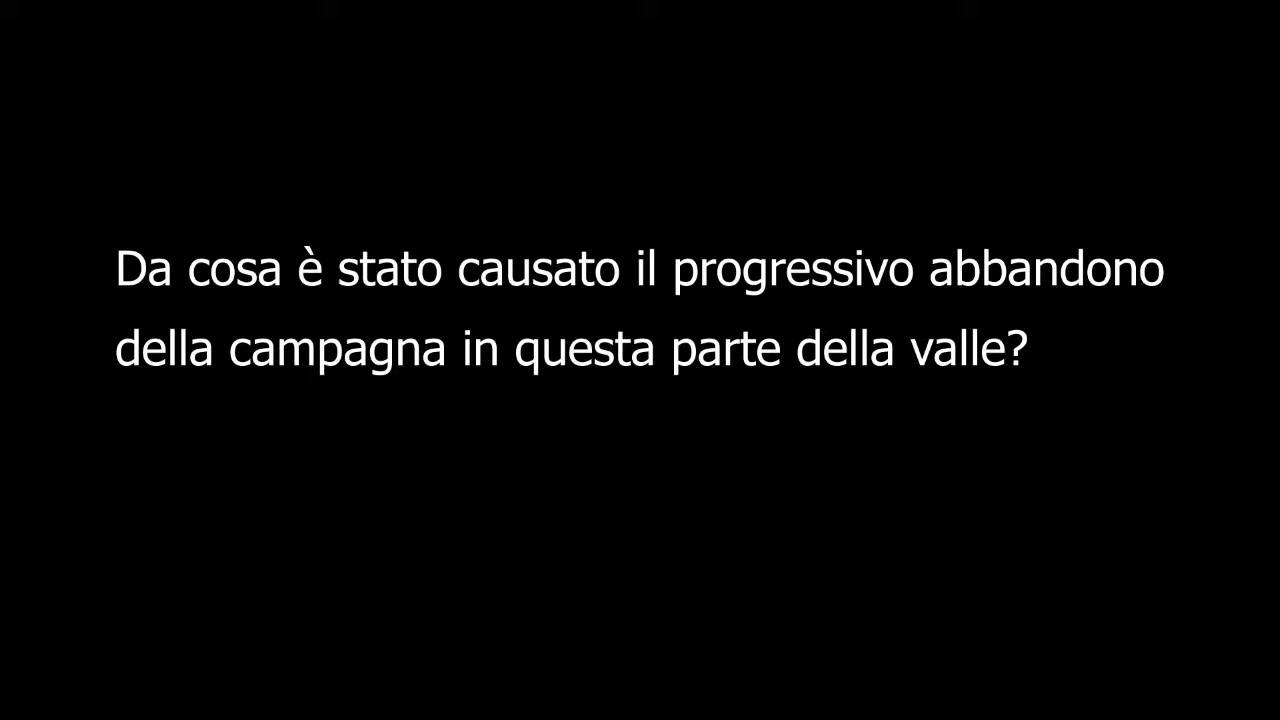 Da cosa è stato causato il progressivo abbandono
della campagna in questa parte della valle?